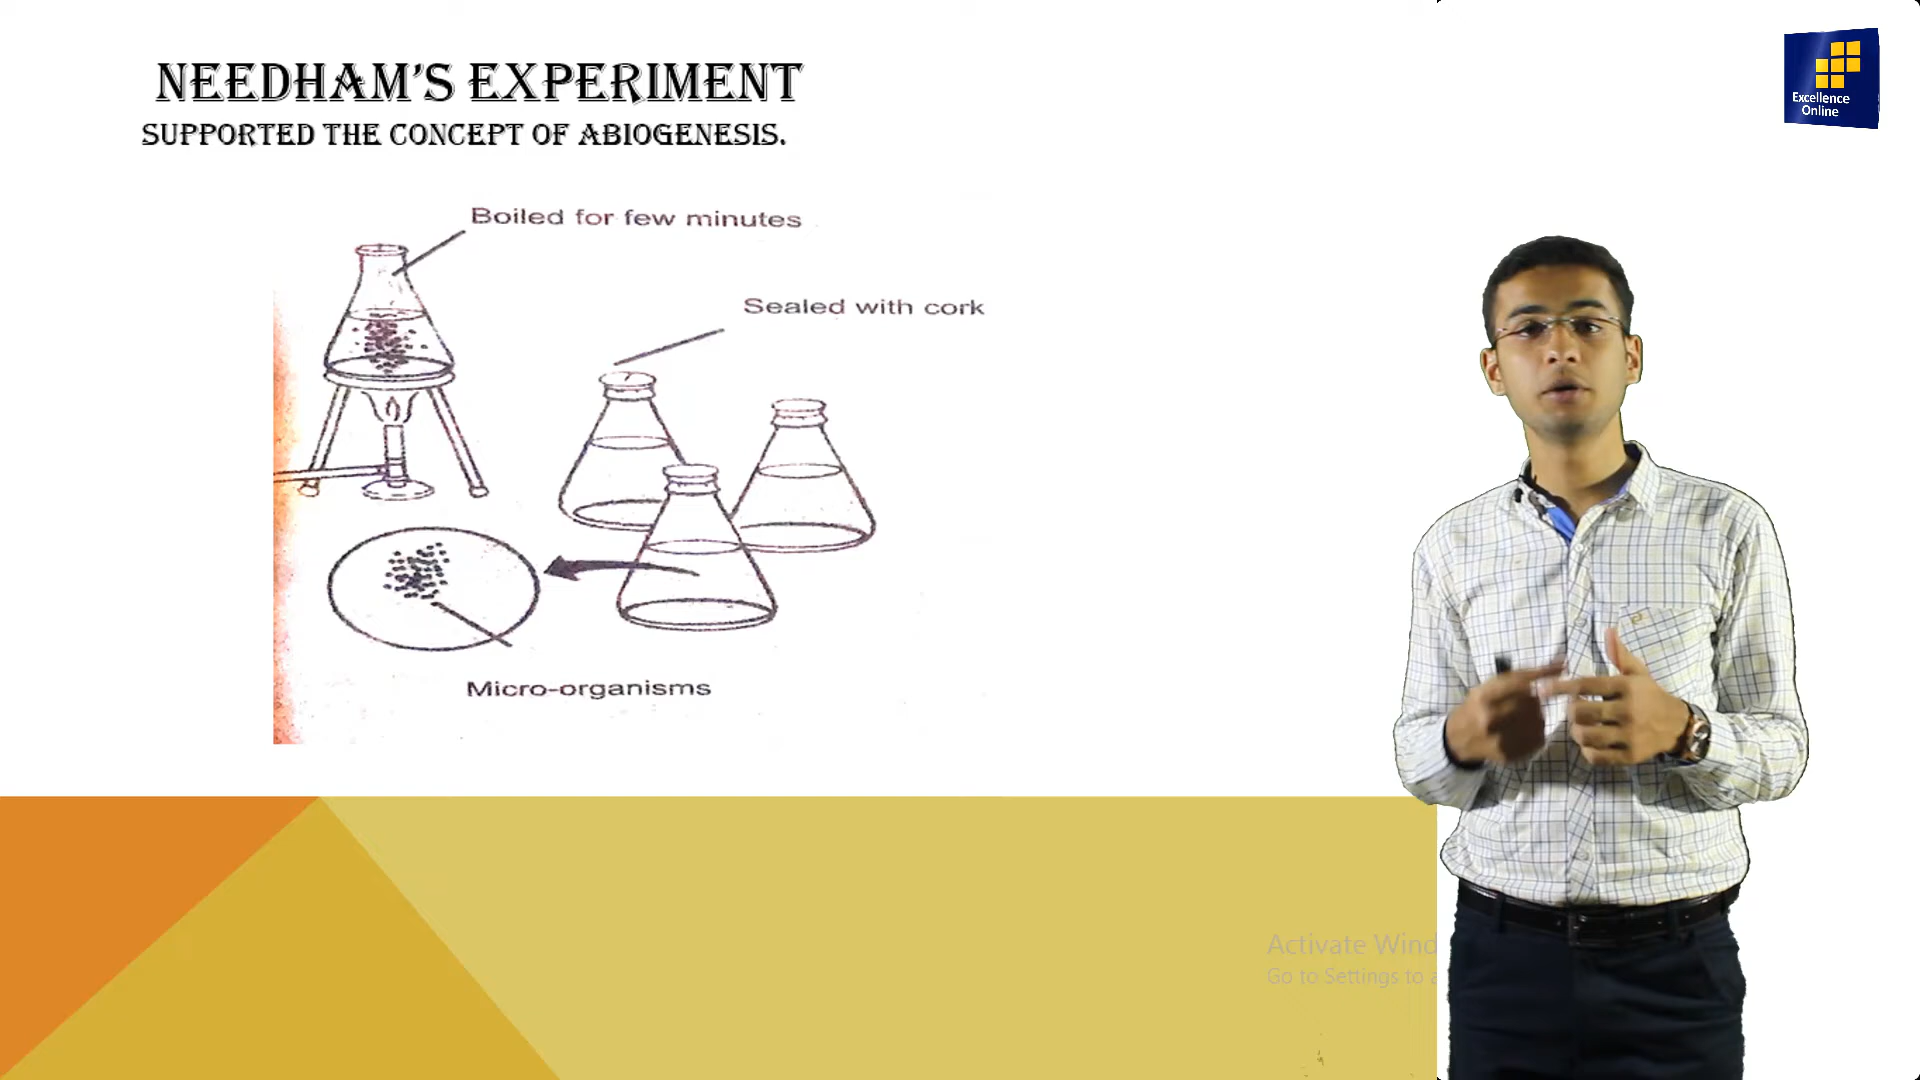 NEEDHAM'S EXPERIMENT
SUPPORTED THE CONCEPT OF ABIOGENESIS.
Excellence
Online
Boiled for few minutes
Sealed with cork
Micro-organisms
Activate Wind
Go to Settings to a